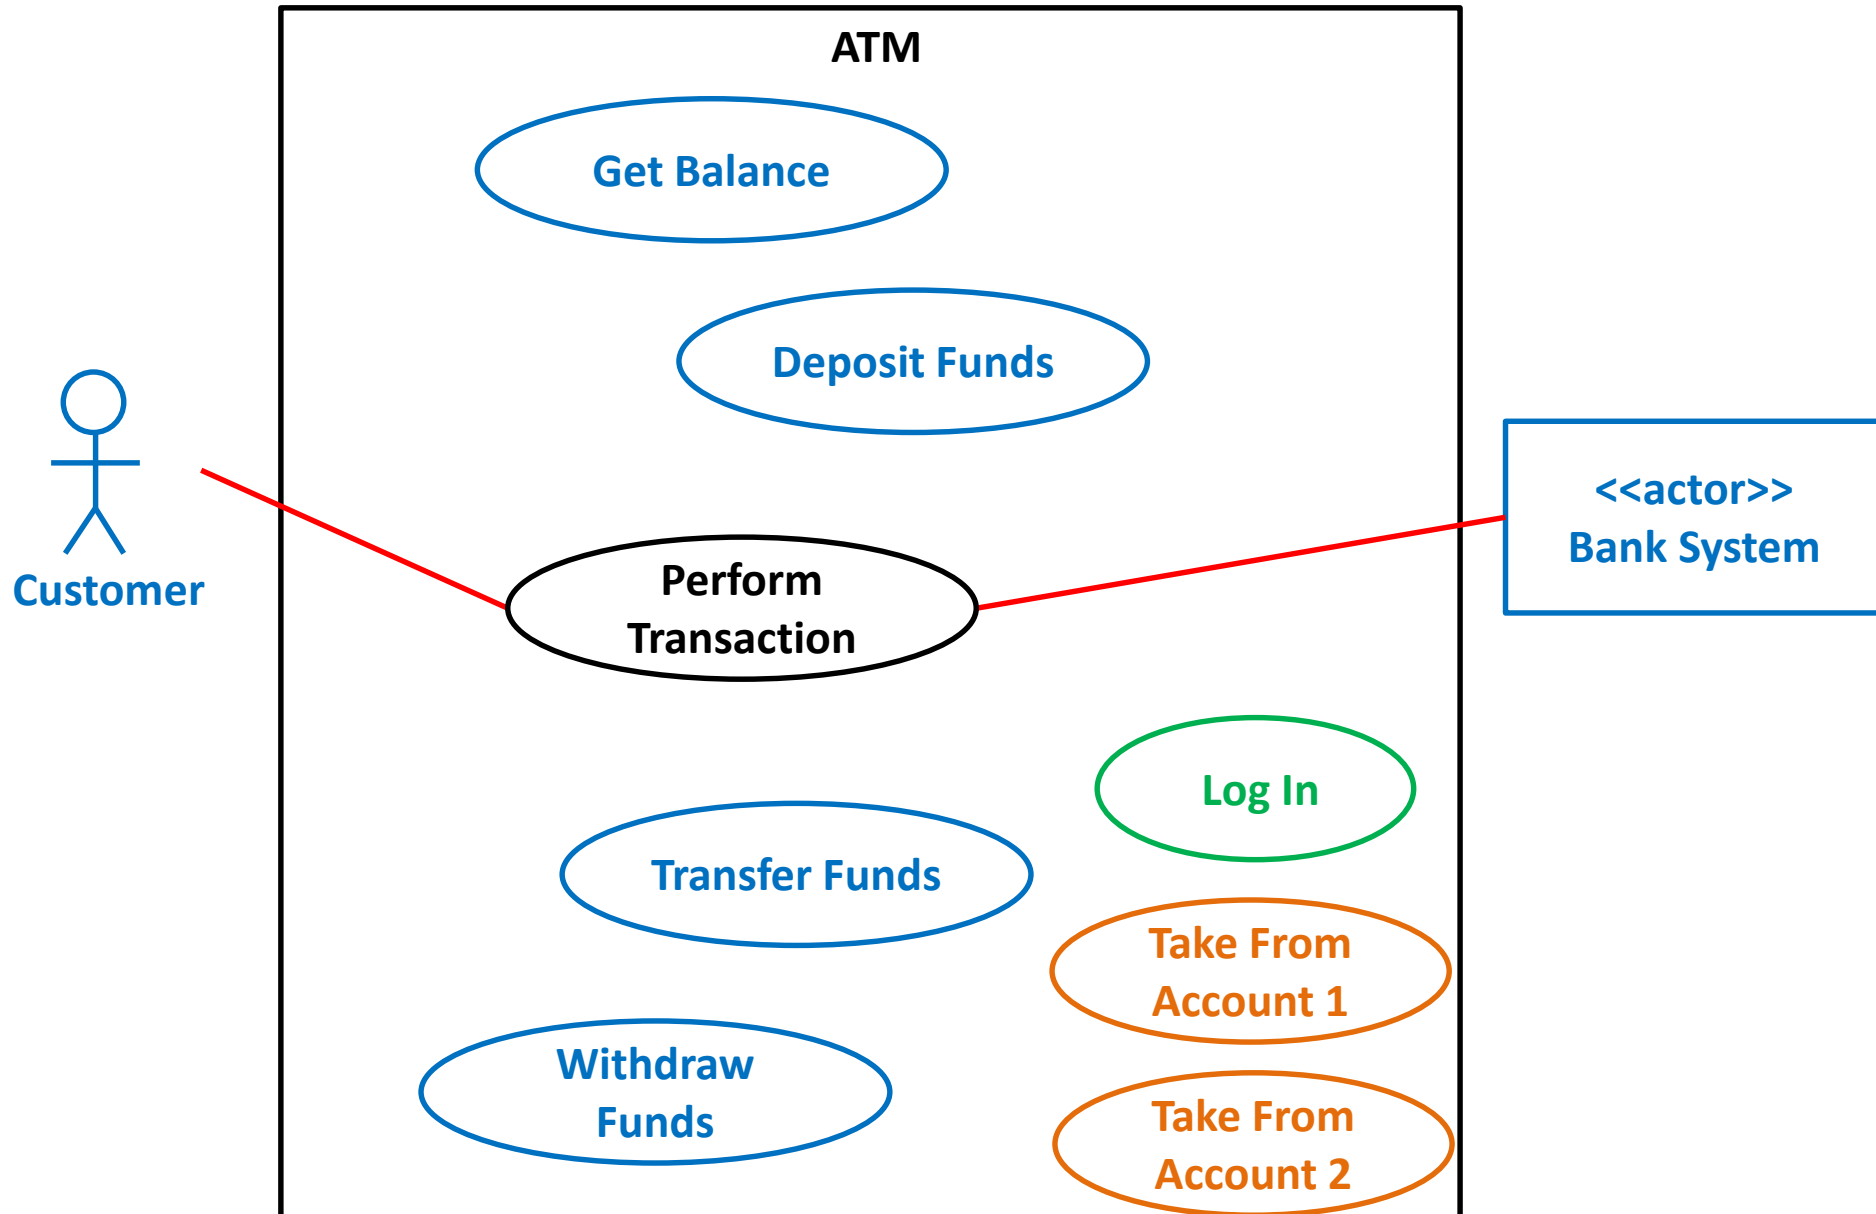 ATM
Get Balance
Deposit Funds
Customer
<<actor>>
Bank System
Perform
Transaction
Log In
Transfer Funds
Take From
Account 1
Withdraw
Funds
Take From
Account 2